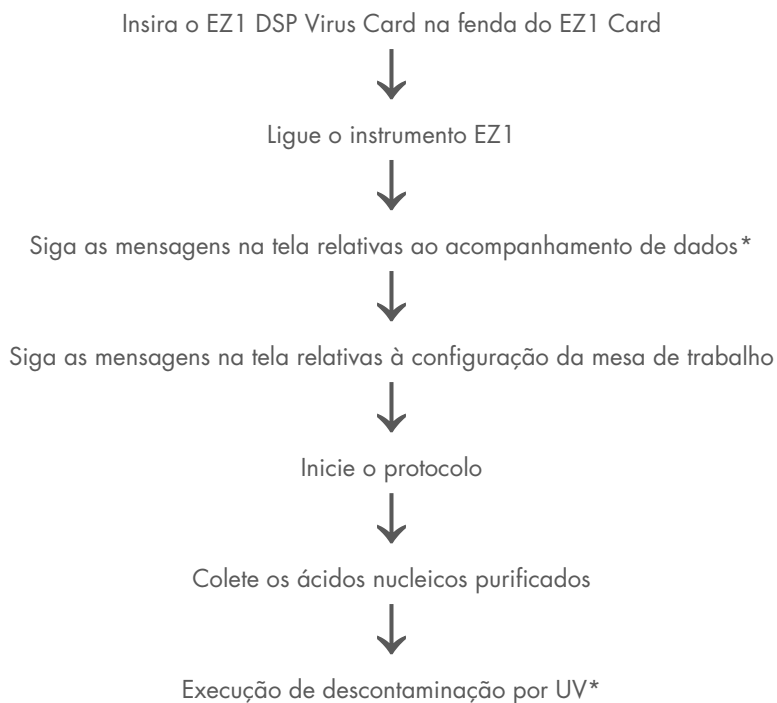 Insira o EZ1 DSP Virus Card na fenda do EZ1 Card
Ligue o instrumento EZ1
Siga as mensagens na tela relativas ao acompanhamento de dados*
Siga as mensagens na tela relativas à configuração da mesa de trabalho
Inicie o protocolo
Colete os ácidos nucleicos purificados
Execução de descontaminação por UV*